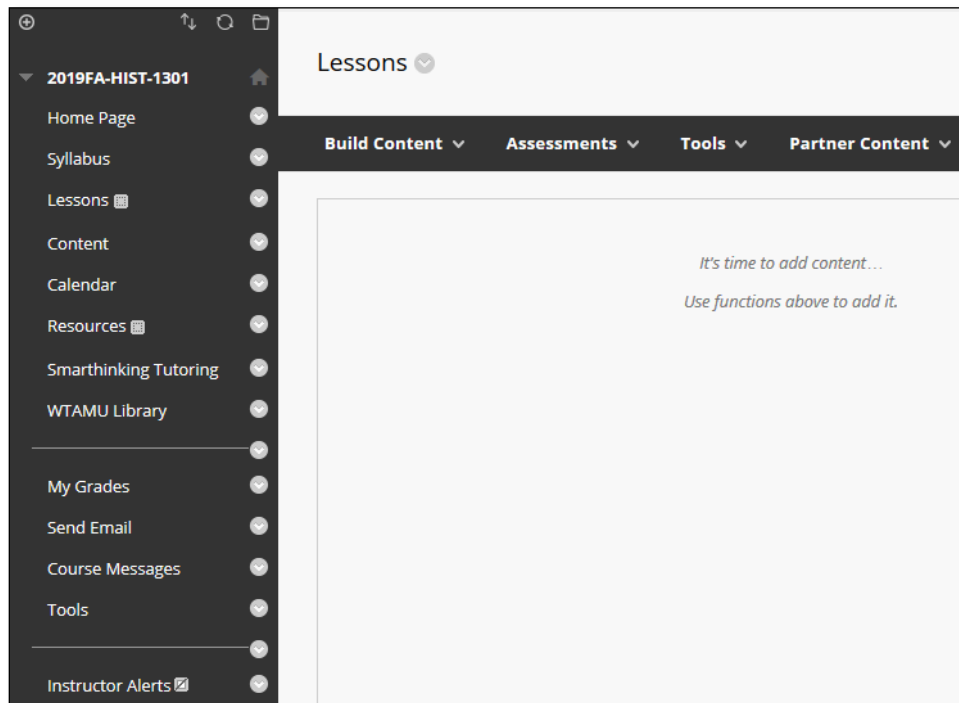 2019FA-HIST-1301
Home Page
Syllabus
Lessons
Content
Calendar
Resources
Smarthinking Tutoring
WTAMU Library
My Grades
Send Email
Course Messages
Tools
Instructor Alerts
Lessons
Build Content Assessments Tools Partner Content
It's time to add content...
Use functions above to add it.